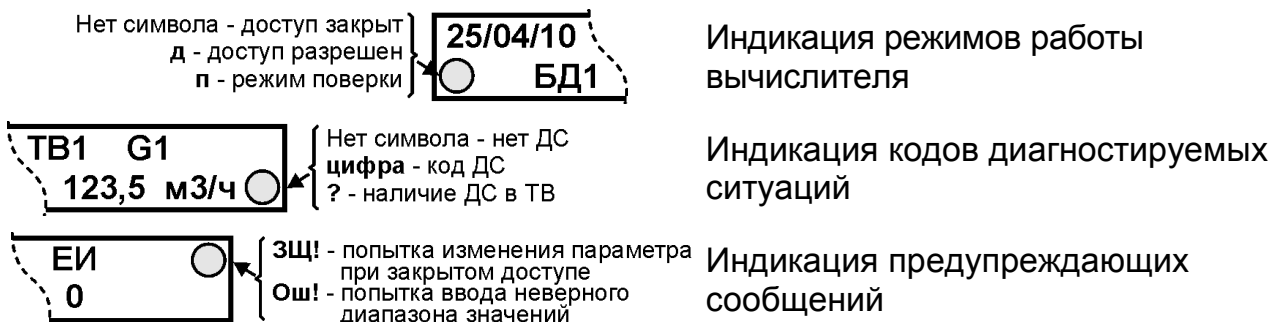 Нет символа - доступ закрыт
д - доступ разрешен
п - режим поверки
25/04/10
БД1
Индикация режимов работы
вычислителя
ТВ1 G1
123,5 м3/ч
Нет символа - нет ДС
цифра - код ДС
? - наличие ДС в ТВ
Индикация кодов диагностируемых
ситуаций
ЕИ
0
ЗЩ! - попытка изменения параметра
при закрытом доступе
Ош! - попытка ввода неверного
диапазона значений
Индикация предупреждающих
сообщений